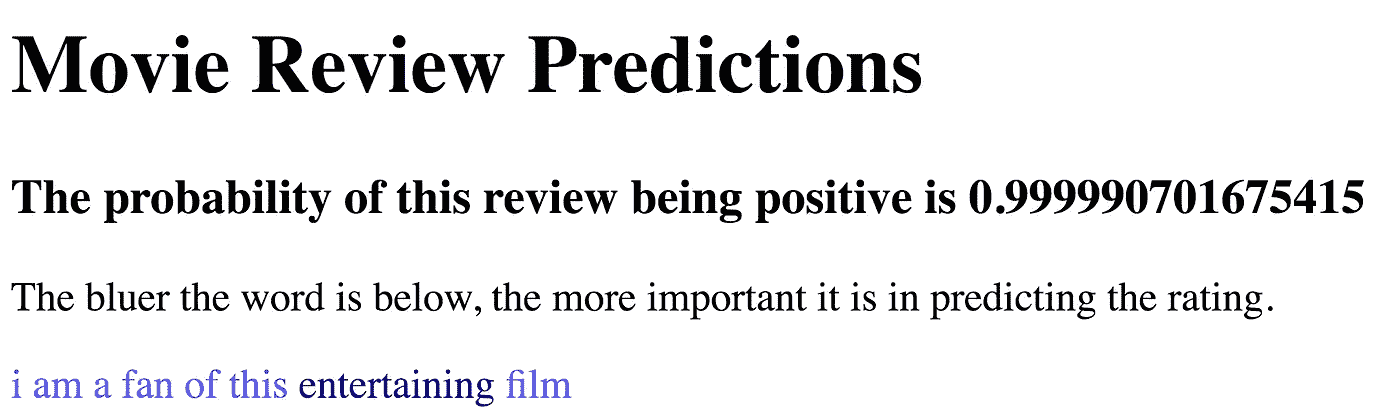 Movie Review Predictions
The probability of this review being positive is 0.999990701675415
The bluer the word is below, the more important it is in predicting the rating.
i am a fan of this entertaining film